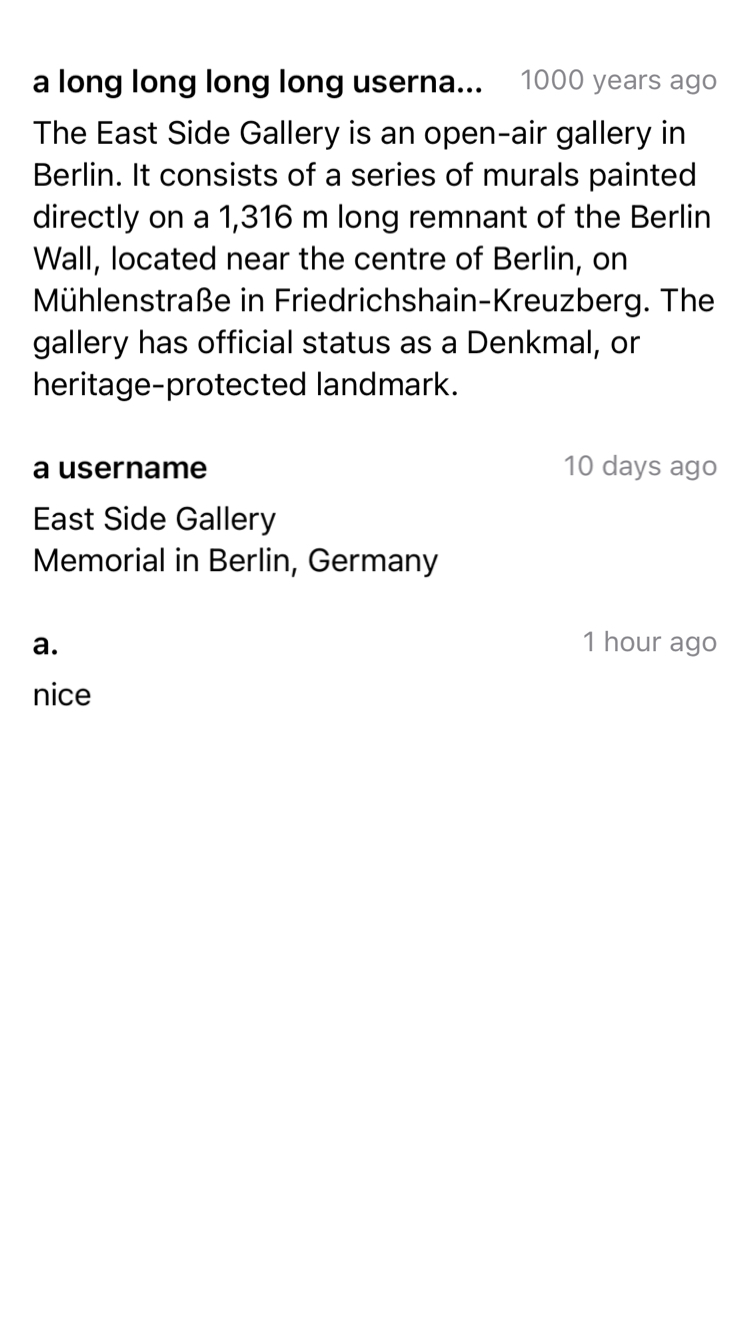 a long long long long userna... 1000 years ago
The East Side Gallery is an open-air gallery in
Berlin. It consists of a series of murals painted
directly on a 1,316 m long remnant of the Berlin
Wall, located near the centre of Berlin, on
Mühlenstraße in Friedrichshain-Kreuzberg. The
gallery has official status as a Denkmal, or
heritage-protected landmark.
a username 10 days ago
East Side Gallery
Memorial in Berlin, Germany
a. 1 hour ago
nice